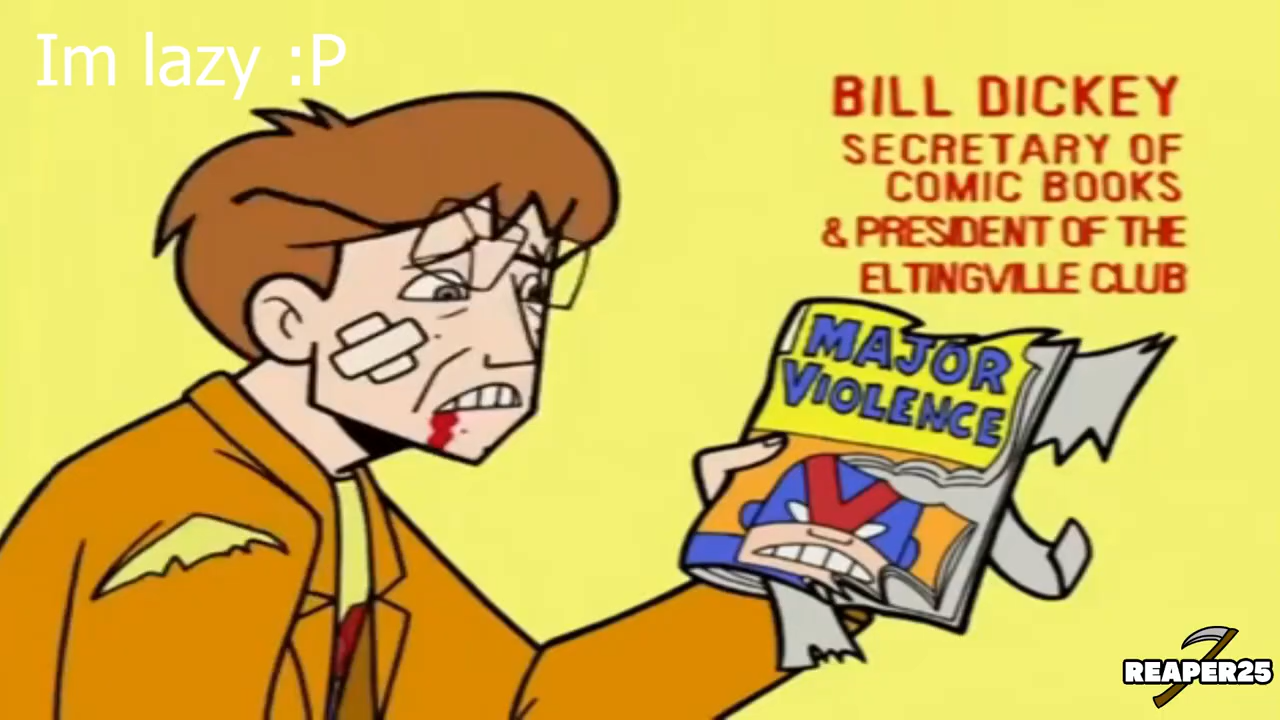 Im lazy :P
BILL DICKEY
SECRETARY OF
COMIC BOOKS
& PRESIDENT OF THE
ELTINGVILLE CLUB
MAJOR
VIOLENCE
V
REAPER25